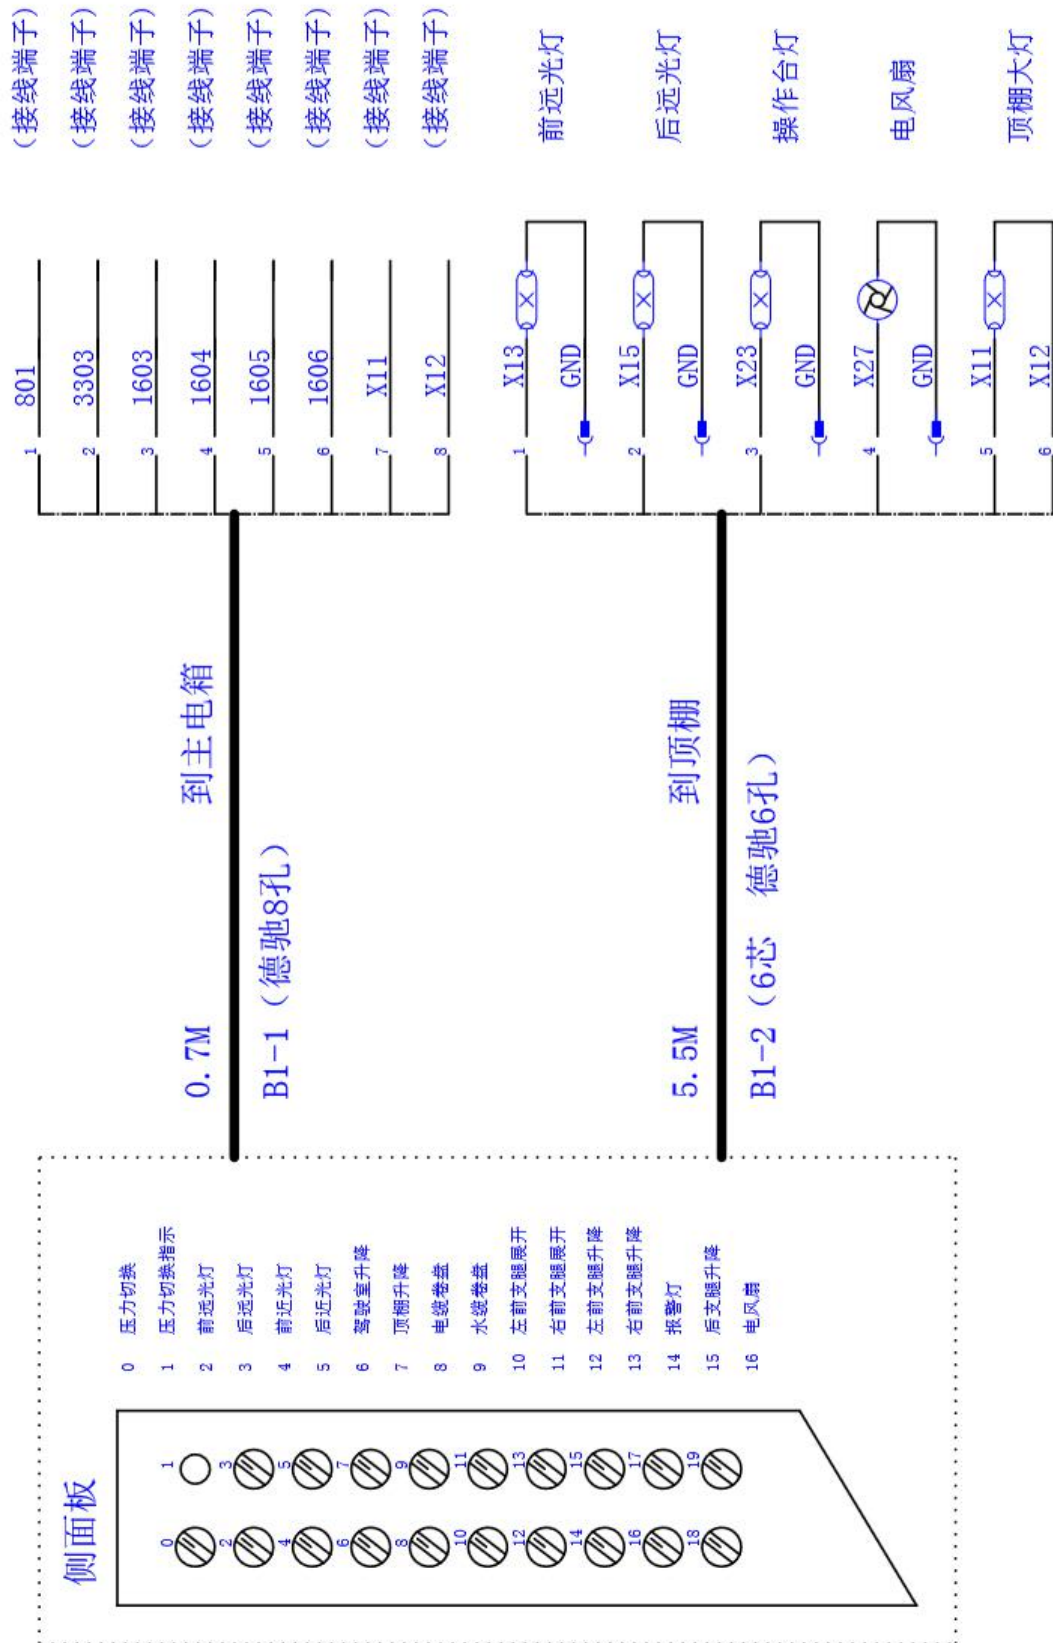 (接线端子)
(接线端子)
(接线端子)
(接线端子)
(接线端子)
(接线端子)
(接线端子)
(接线端子)
前远光灯
后远光灯
操作台灯
电风扇
顶棚大灯
801
3303
1603
1604
1605
1606
X11
X12
X13
GND
X15
GND
X23
GND
X27
GND
X11
X12
1
2
3
4
5
6
7
8
1
2
3
4
5
6
到主电箱
0.7M
B1-1（德驰8孔）
到顶棚
5.5M
B1-2（6芯 德驰6孔）
0 压力切换
1 压力切换指示
2 前远光灯
3 后远光灯
4 前近光灯
5 后近光灯
6 驾驶室升降
7 顶棚升降
8 电缆卷盘
9 水缆卷盘
10 左前支腿展开
11 右前支腿展开
12 左前支腿升降
13 右前支腿升降
14 报警灯
15 后支腿升降
16 电风扇
侧面板
1
3
5
7
9
11
13
15
17
19
0
2
4
6
8
10
12
14
16
18